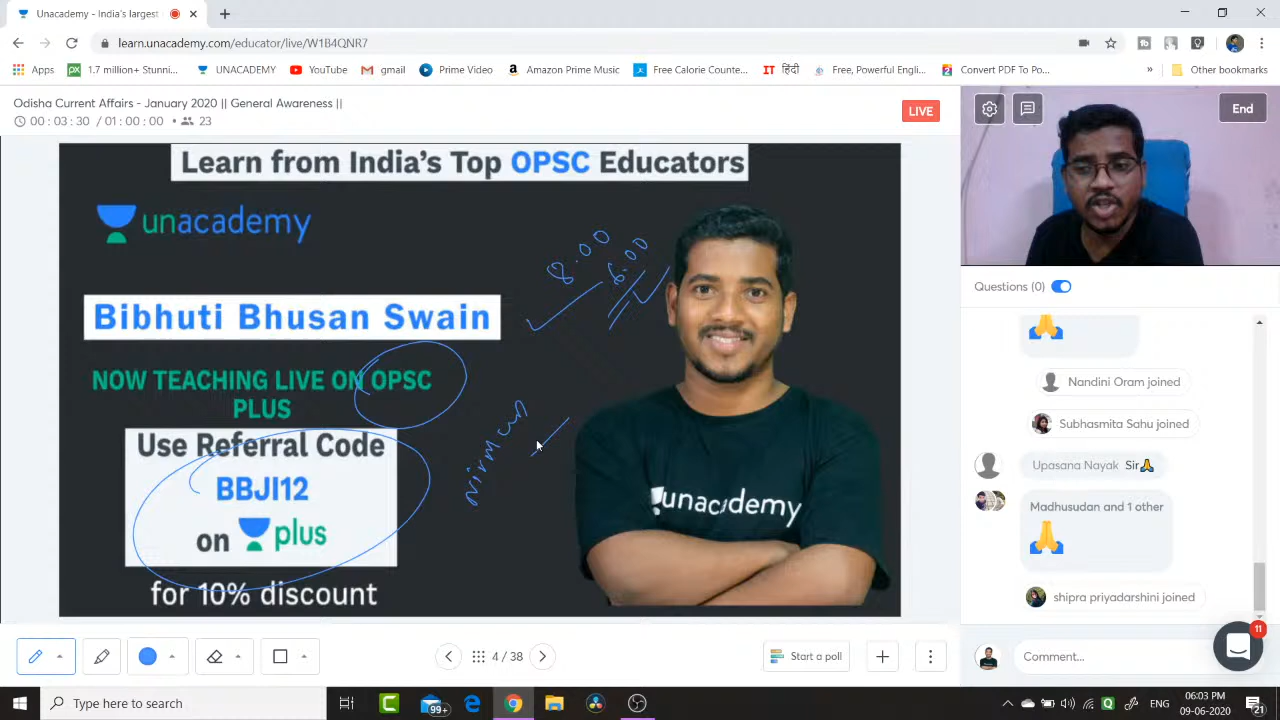 Unacademy - India's largest
learn.unacademy.com/educator/live/W1B4QNR7
Apps
1.7 million+ Stunni...
UNACADEMY
YouTube
gmail
Prime Video
Amazon Prime Music
Free Calorie Counte...
IT हिंदी
Free, Powerful Engli...
Convert PDF To Po...
»
Other bookmarks
Odisha Current Affairs - January 2020 || General Awareness ||
00 : 03 : 30 / 01 : 00 : 00 • 23
LIVE
End
Learn from India's Top OPSC Educators
unacademy
8.00
6.00
Bibhuti Bhusan Swain
NOW TEACHING LIVE ON OPSC
PLUS
Use Referral Code
BBJI12
on plus
for 10% discount
unacademy
Questions (0)
Nandini Oram joined
Subhasmita Sahu joined
Upasana Nayak Sir🙏
Madhusudan and 1 other
🙏
shipra priyadarshini joined
4 / 38
Start a poll
Comment...
11
Type here to search
99+
06:03 PM
09-06-2020
21